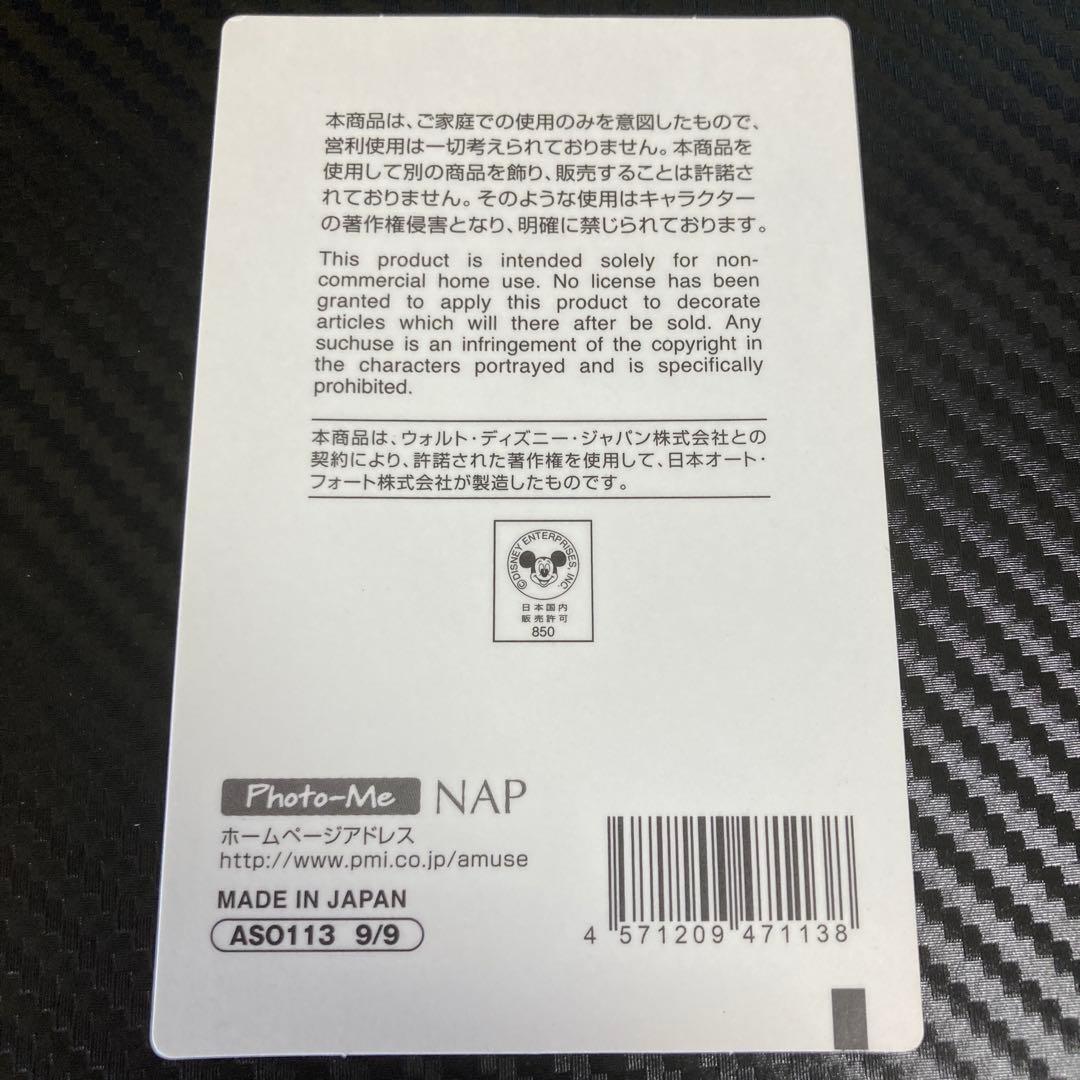 本商品は、ご家庭での使用のみを意図したもので、
営利使用は一切考えられておりません。本商品を
使用して別の商品を飾り、販売することは許諾さ
れておりません。そのような使用はキャラクター
の著作権侵害となり、明確に禁じられております。
This product is intended solely for non-
commercial home use. No license has been
granted to apply this product to decorate
articles which will there after be sold. Any
suchuse is an infringement of the copyright in
the characters portrayed and is specifically
prohibited.
本商品は、ウォルト・ディズニー・ジャパン株式会社との
契約により、許諾された著作権を使用して、日本オート・
フォート株式会社が製造したものです。
©DISNEY ENTERPRISES, INC.
日本国内
販売許可
850
Photo-Me NAP
ホームページアドレス
http://www.pmi.co.jp/amuse
MADE IN JAPAN
ASO113 9/9
4 571209 471138